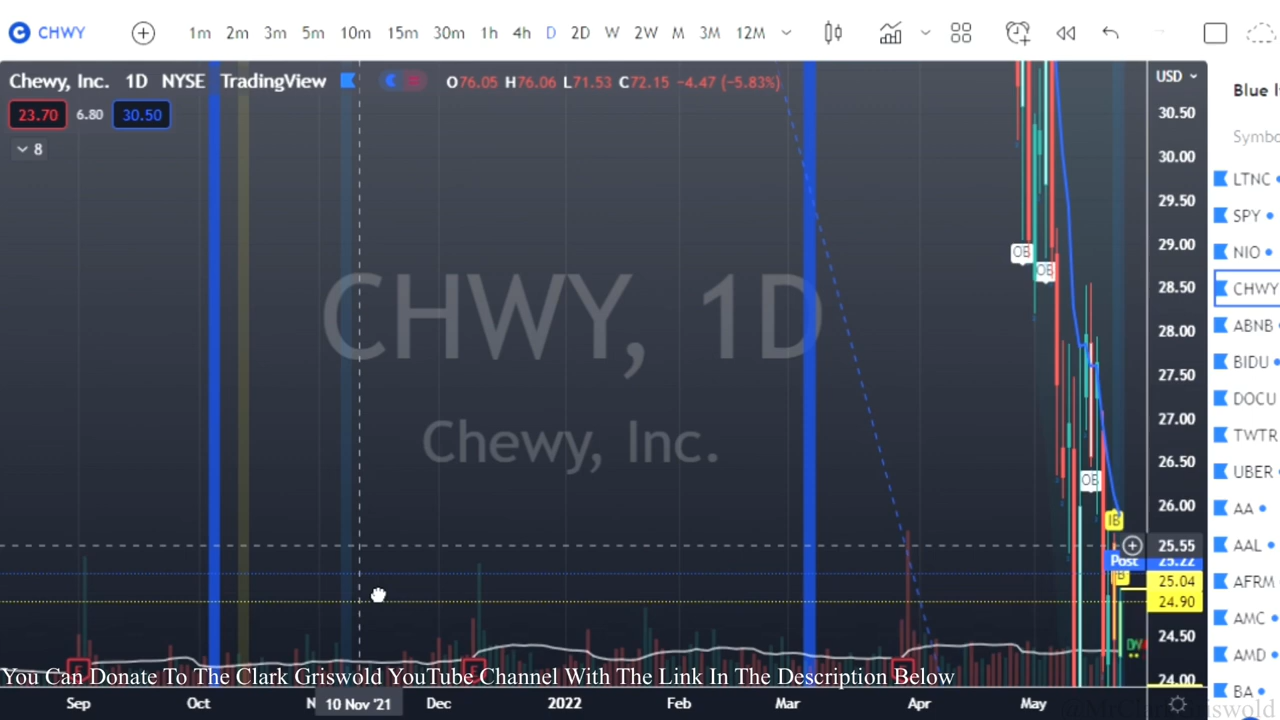 CHWY
1m 2m 3m 5m 10m 15m 30m 1h 4h D 2D W 2W M 3M 12M
Chewy, Inc. 1D NYSE TradingView O76.05 H76.06 L71.53 C72.15 −4.47 (−5.83%)
USD
Blue
23.70 6.80 30.50
30.50
8
30.00
LTNC
29.50
SPY
29.00
OB
NIO
OB
28.50
CHWY
CHWY, 1D
28.00
ABNB
27.50
BIDU
Chewy, Inc.
27.00
DOCU
26.50
TWTR
OB
UBER
26.00
AA
IB
25.55
AAL
Post 25.22
25.04
AFRM
24.90
AMC
24.50
AMD
E E E
You Can Donate To The Clark Griswold YouTube Channel With The Link In The Description Below
24.00
BA
Sep Oct 10 Nov '21 Dec 2022 Feb Mar Apr May